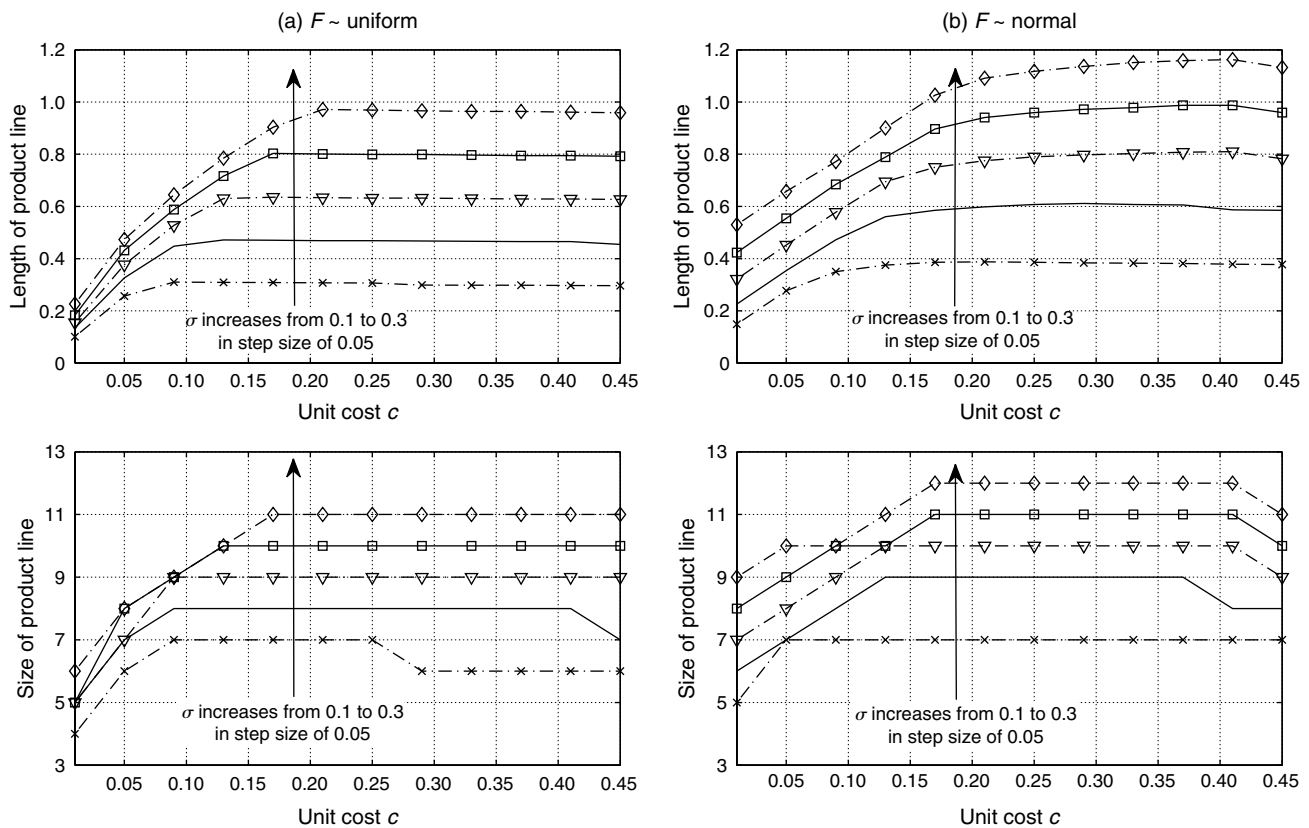 (a) F ~ uniform
1.2
1.0
0.8
0.6
0.4
0.2
0
Length of product line
σ increases from 0.1 to 0.3
in step size of 0.05
0.05 0.10 0.15 0.20 0.25 0.30 0.35 0.40 0.45
Unit cost c
(b) F ~ normal
1.2
1.0
0.8
0.6
0.4
0.2
0
Length of product line
σ increases from 0.1 to 0.3
in step size of 0.05
0.05 0.10 0.15 0.20 0.25 0.30 0.35 0.40 0.45
Unit cost c
13
11
9
7
5
3
Size of product line
σ increases from 0.1 to 0.3
in step size of 0.05
0.05 0.10 0.15 0.20 0.25 0.30 0.35 0.40 0.45
Unit cost c
13
11
9
7
5
3
Size of product line
σ increases from 0.1 to 0.3
in step size of 0.05
0.05 0.10 0.15 0.20 0.25 0.30 0.35 0.40 0.45
Unit cost c